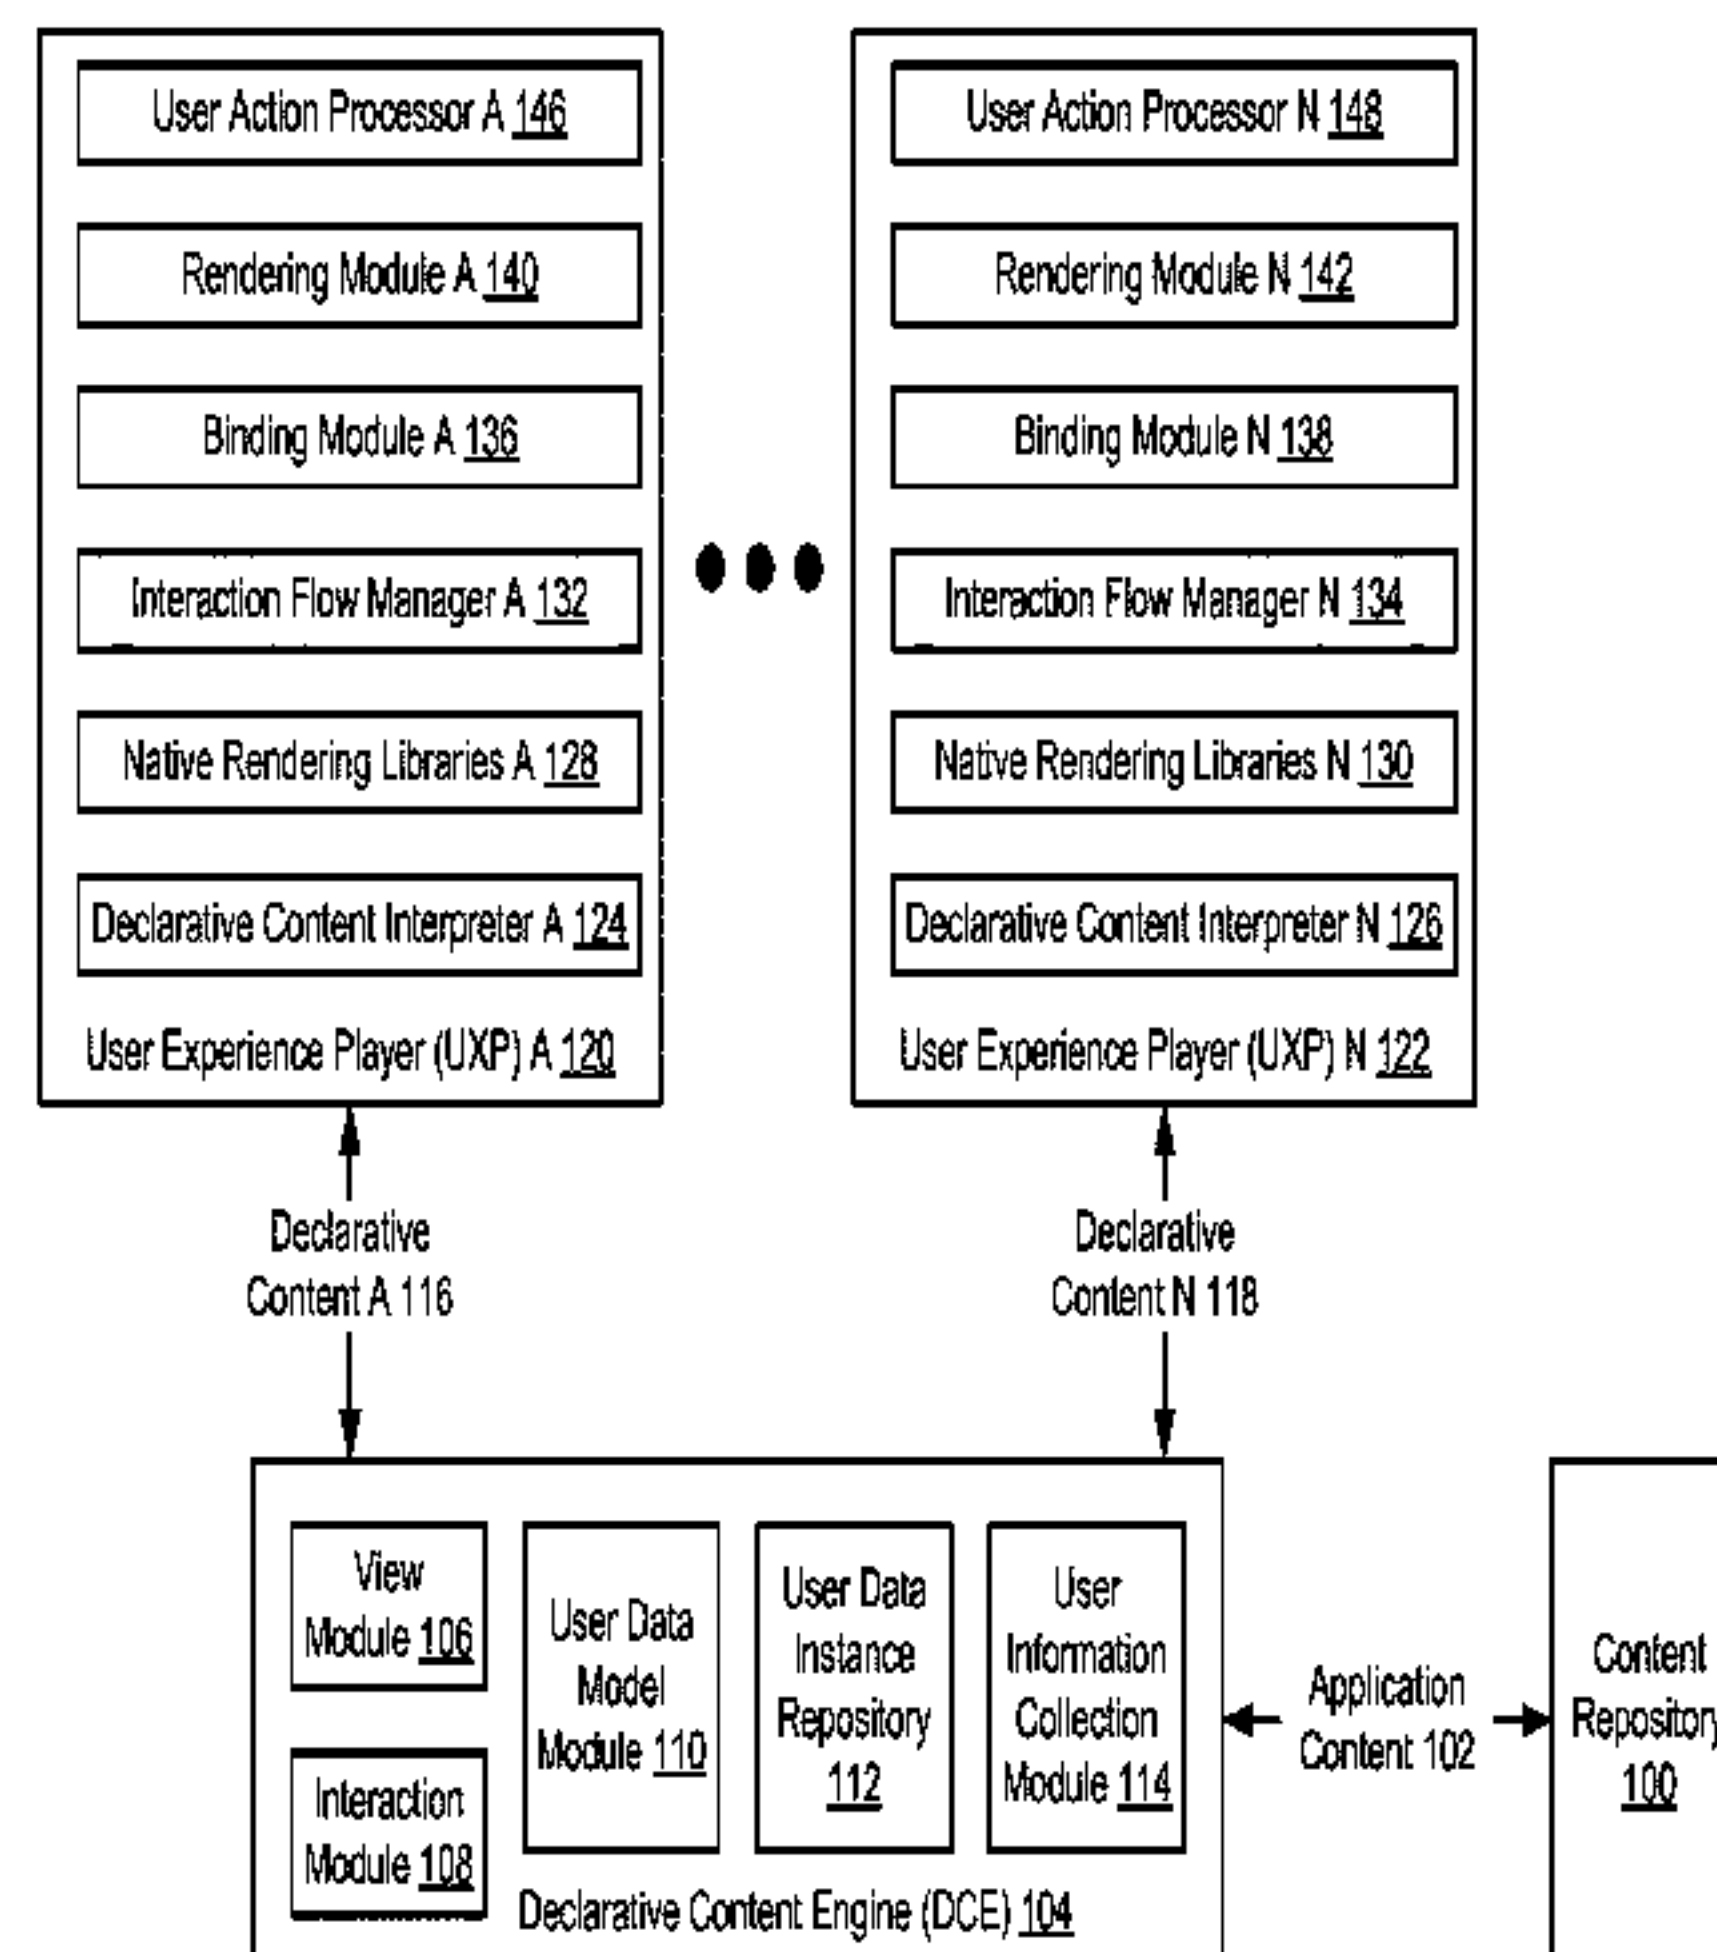 User Action Processor A 146
Rendering Module A 140
Binding Module A 136
Interaction Flow Manager A 132
Native Rendering Libraries A 128
Declarative Content Interpreter A 124
User Experience Player (UXP) A 120
User Action Processor N 148
Rendering Module N 142
Binding Module N 138
Interaction Flow Manager N 134
Native Rendering Libraries N 130
Declarative Content Interpreter N 126
User Experience Player (UXP) N 122
Declarative
Content A 116
Declarative
Content N 118
View
Module 106
Interaction
Module 108
User Data
Model
Module 110
User Data
Instance
Repository
112
User
Information
Collection
Module 114
Declarative Content Engine (DCE) 104
Application
Content 102
Content
Repository
100